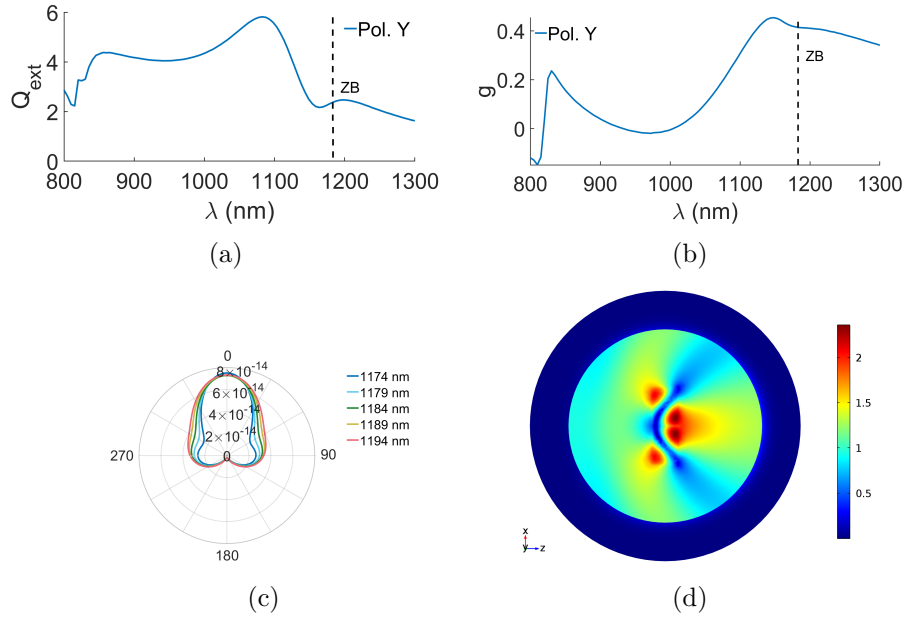 6
4
2
0
Q_ext
Pol. Y
ZB
800 900 1000 1100 1200 1300
λ (nm)
(a)
0.4
0.2
0
g
Pol. Y
ZB
800 900 1000 1100 1200 1300
λ (nm)
(b)
0
8×10^-14
6×10^-14
4×10^-14
2×10^-14
0
270
90
180
1174 nm
1179 nm
1184 nm
1189 nm
1194 nm
(c)
2
1.5
1
0.5
x
y z
(d)